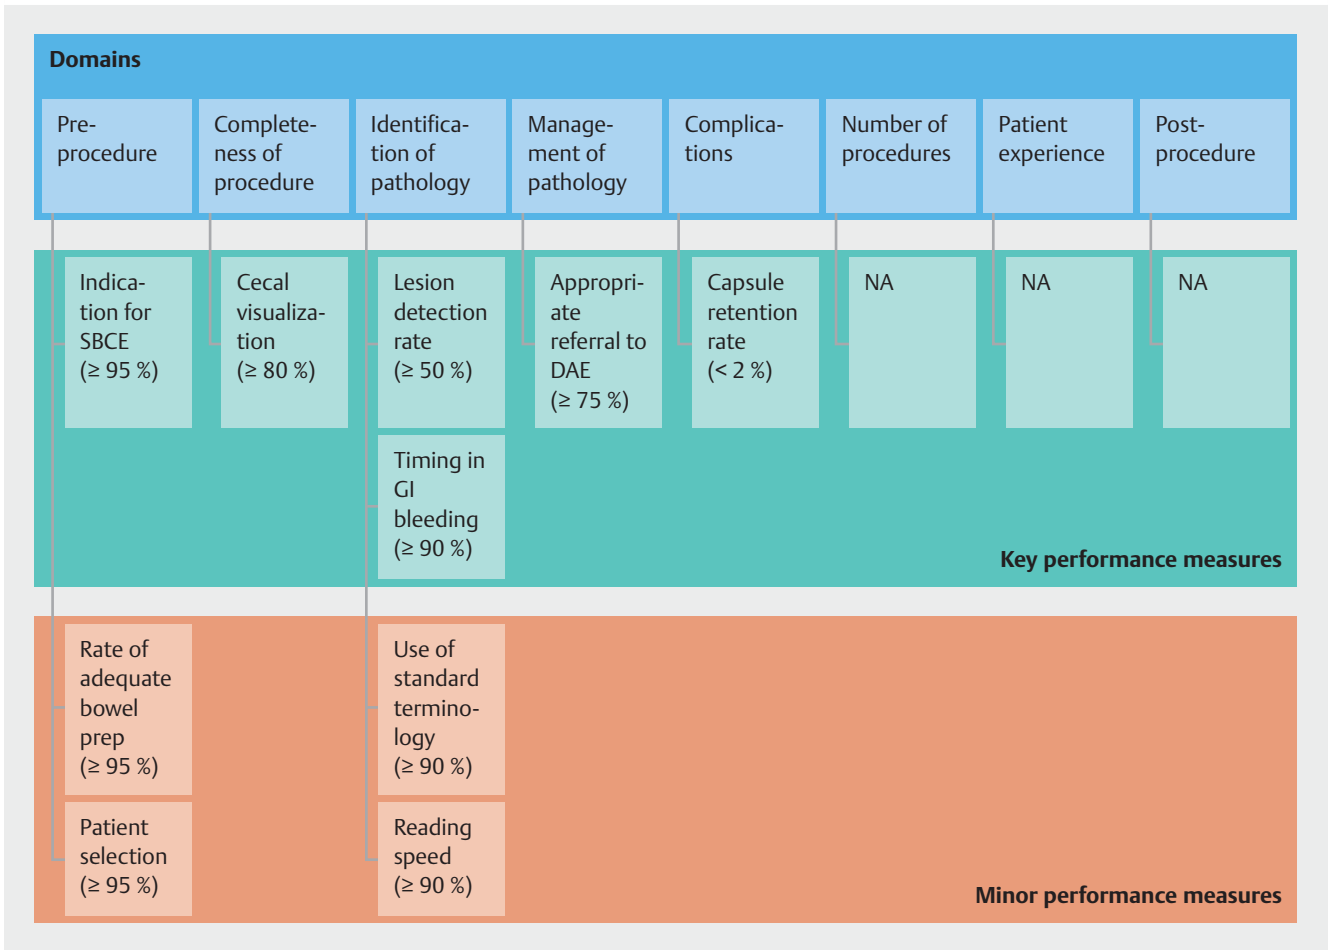 Domains
Pre-
procedure
Complete-
ness of
procedure
Identifica-
tion of
pathology
Manage-
ment of
pathology
Complica-
tions
Number of
procedures
Patient
experience
Post-
procedure
Indica-
tion for
SBCE
(≥ 95 %)
Cecal
visualiza-
tion
(≥ 80 %)
Lesion
detection
rate
(≥ 50 %)
Appropri-
ate
referral to
DAE
(≥ 75 %)
Capsule
retention
rate
(< 2 %)
NA
NA
NA
Timing in
GI
bleeding
(≥ 90 %)
Key performance measures
Rate of
adequate
bowel
prep
(≥ 95 %)
Use of
standard
termino-
logy
(≥ 90 %)
Patient
selection
(≥ 95 %)
Reading
speed
(≥ 90 %)
Minor performance measures